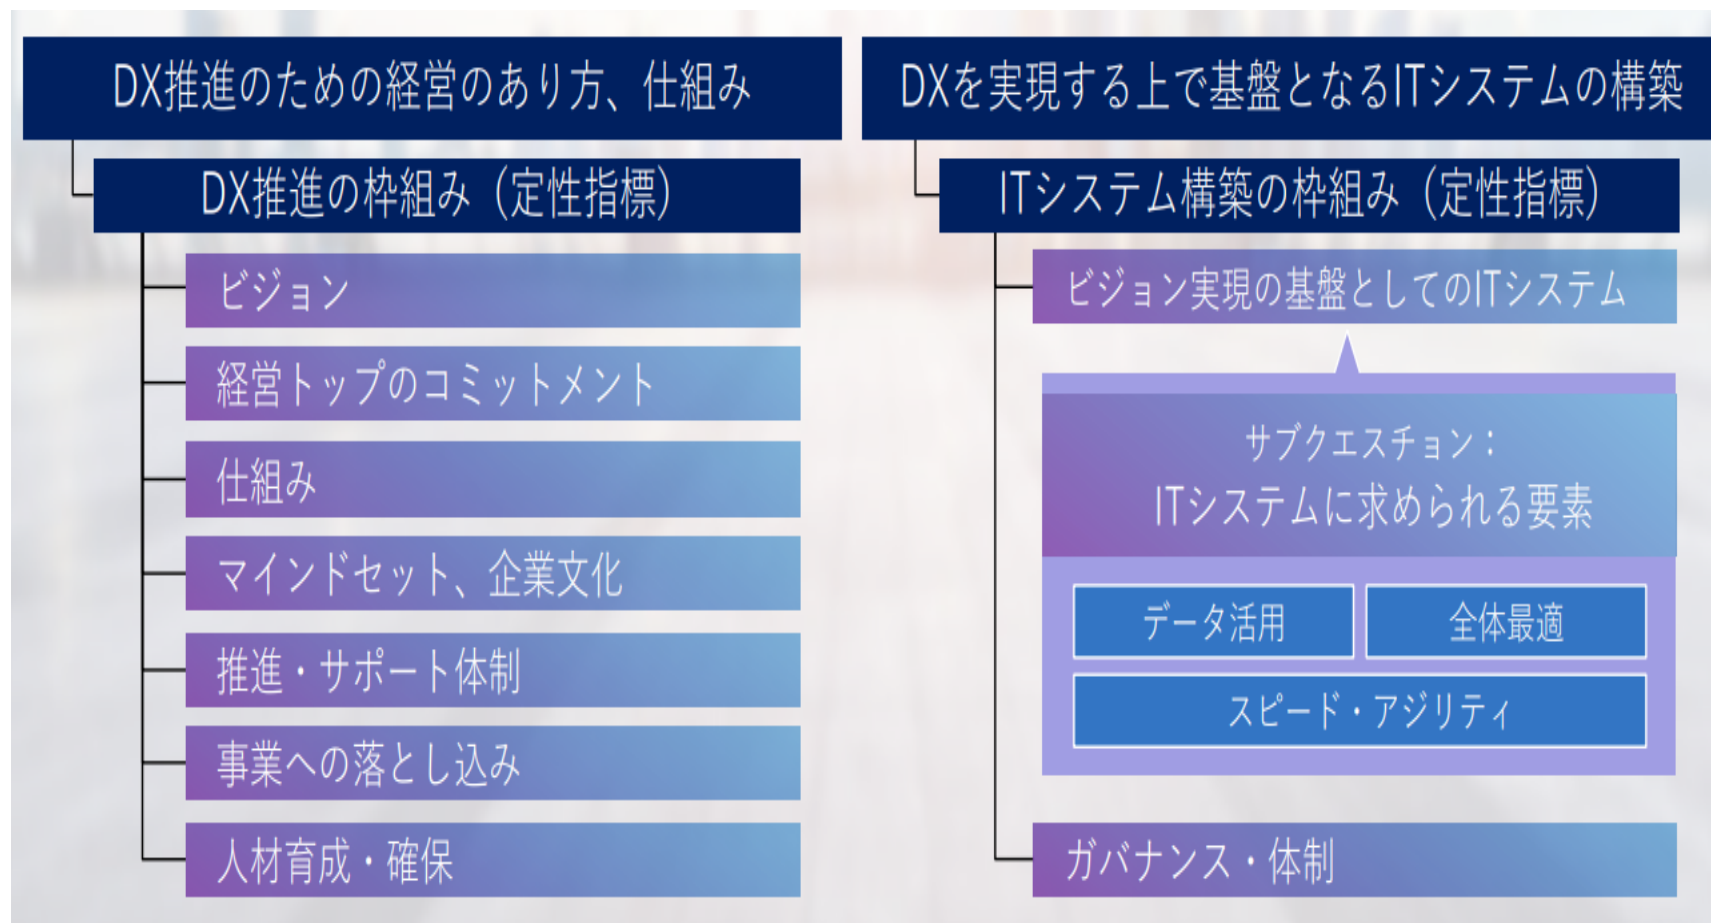 DX推進のための経営のあり方、仕組み
DX推進の枠組み（定性指標）
ビジョン
経営トップのコミットメント
仕組み
マインドセット、企業文化
推進・サポート体制
事業への落とし込み
人材育成・確保
DXを実現する上で基盤となるITシステムの構築
ITシステム構築の枠組み（定性指標）
ビジョン実現の基盤としてのITシステム
サブクエスチョン：
ITシステムに求められる要素
データ活用
全体最適
スピード・アジリティ
ガバナンス・体制